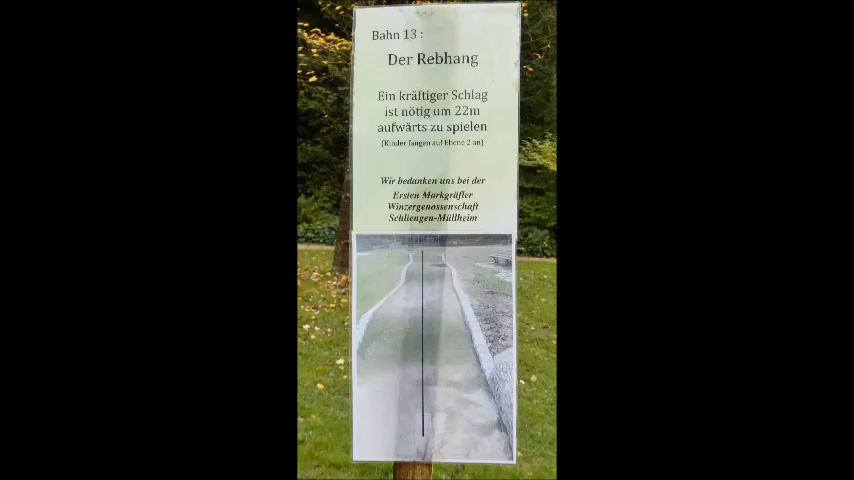 Bahn 13 :
Der Rebhang
Ein kräftiger Schlag
ist nötig um 22m
aufwärts zu spielen
(Kinder fangen auf Ebene 2 an)
Wir bedanken uns bei der
Ersten Markgräfler
Winzergenossenschaft
Schliengen-Müllheim